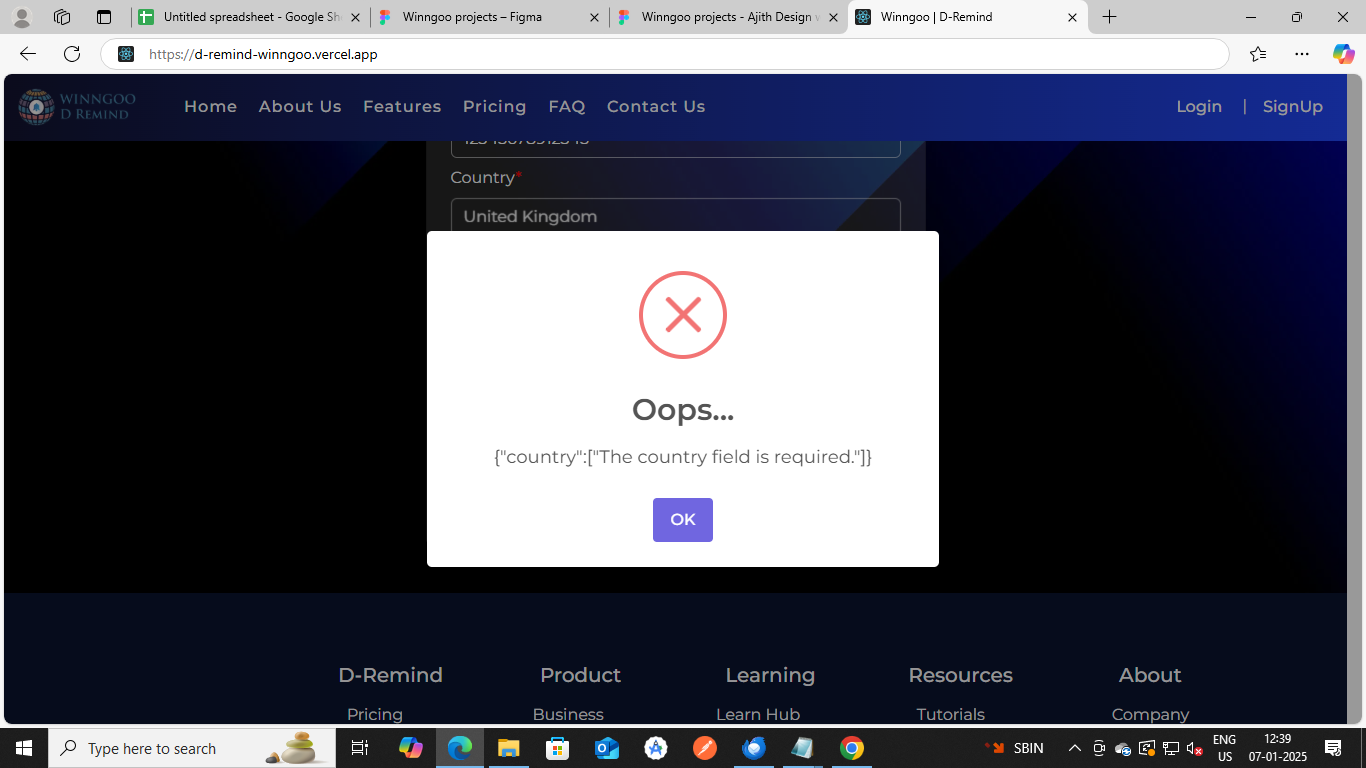 Untitled spreadsheet - Google She
Winngoo projects – Figma
Winngoo projects - Ajith Design w
Winngoo | D-Remind
https://d-remind-winngoo.vercel.app
WINNGOO
D REMIND
Home
About Us
Features
Pricing
FAQ
Contact Us
Login
|
SignUp
Country*
United Kingdom
Oops...
{"country":["The country field is required."]}
OK
D-Remind
Product
Learning
Resources
About
Pricing
Business
Learn Hub
Tutorials
Company
Type here to search
SBIN
ENG
US
12:39
07-01-2025